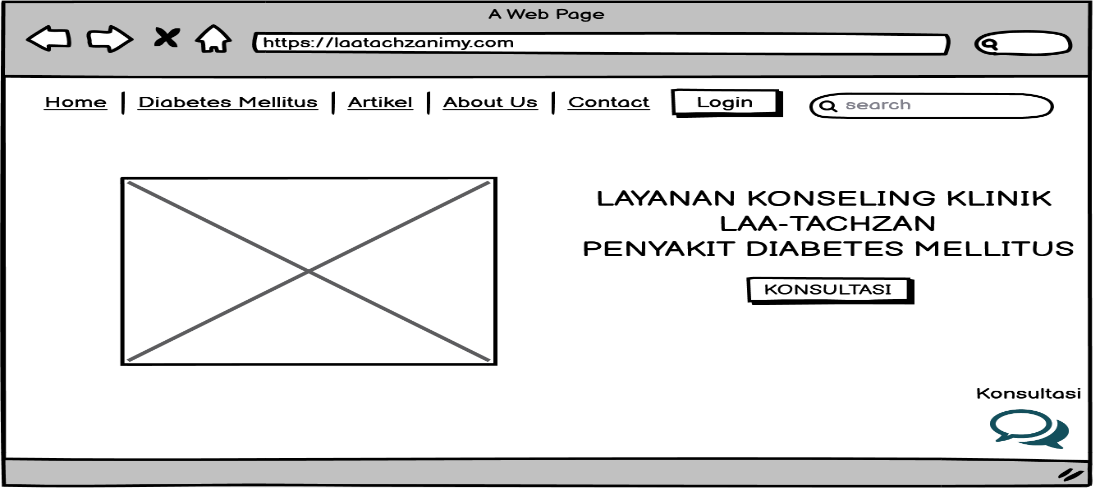 A Web Page
https://laatachzanimy.com
Home | Diabetes Mellitus | Artikel | About Us | Contact Login search
LAYANAN KONSELING KLINIK
LAA-TACHZAN
PENYAKIT DIABETES MELLITUS
KONSULTASI
Konsultasi